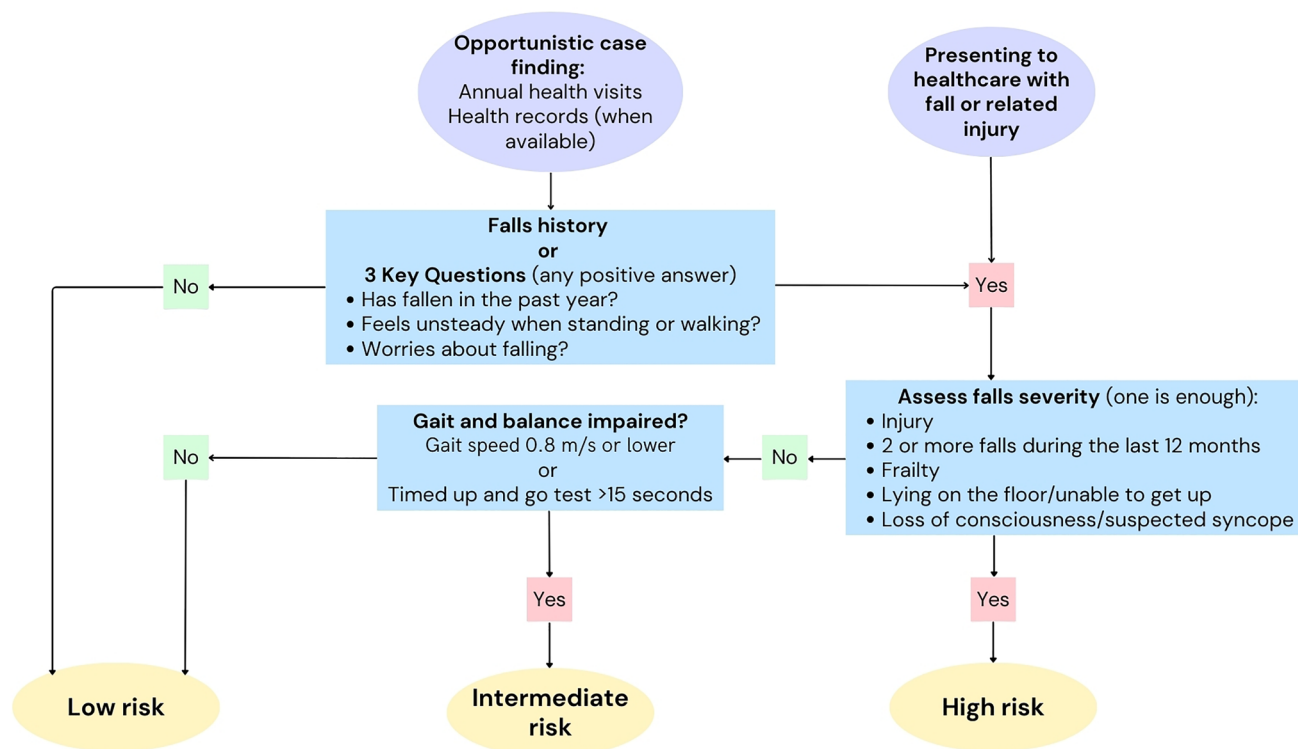 Opportunistic case
finding:
Annual health visits
Health records (when
available)
Presenting to
healthcare with
fall or related
injury
Falls history
or
3 Key Questions (any positive answer)
• Has fallen in the past year?
• Feels unsteady when standing or walking?
• Worries about falling?
No
Yes
Assess falls severity (one is enough):
• Injury
• 2 or more falls during the last 12 months
• Frailty
• Lying on the floor/unable to get up
• Loss of consciousness/suspected syncope
Gait and balance impaired?
Gait speed 0.8 m/s or lower
or
Timed up and go test >15 seconds
No
No
Yes
Yes
Low risk
Intermediate
risk
High risk